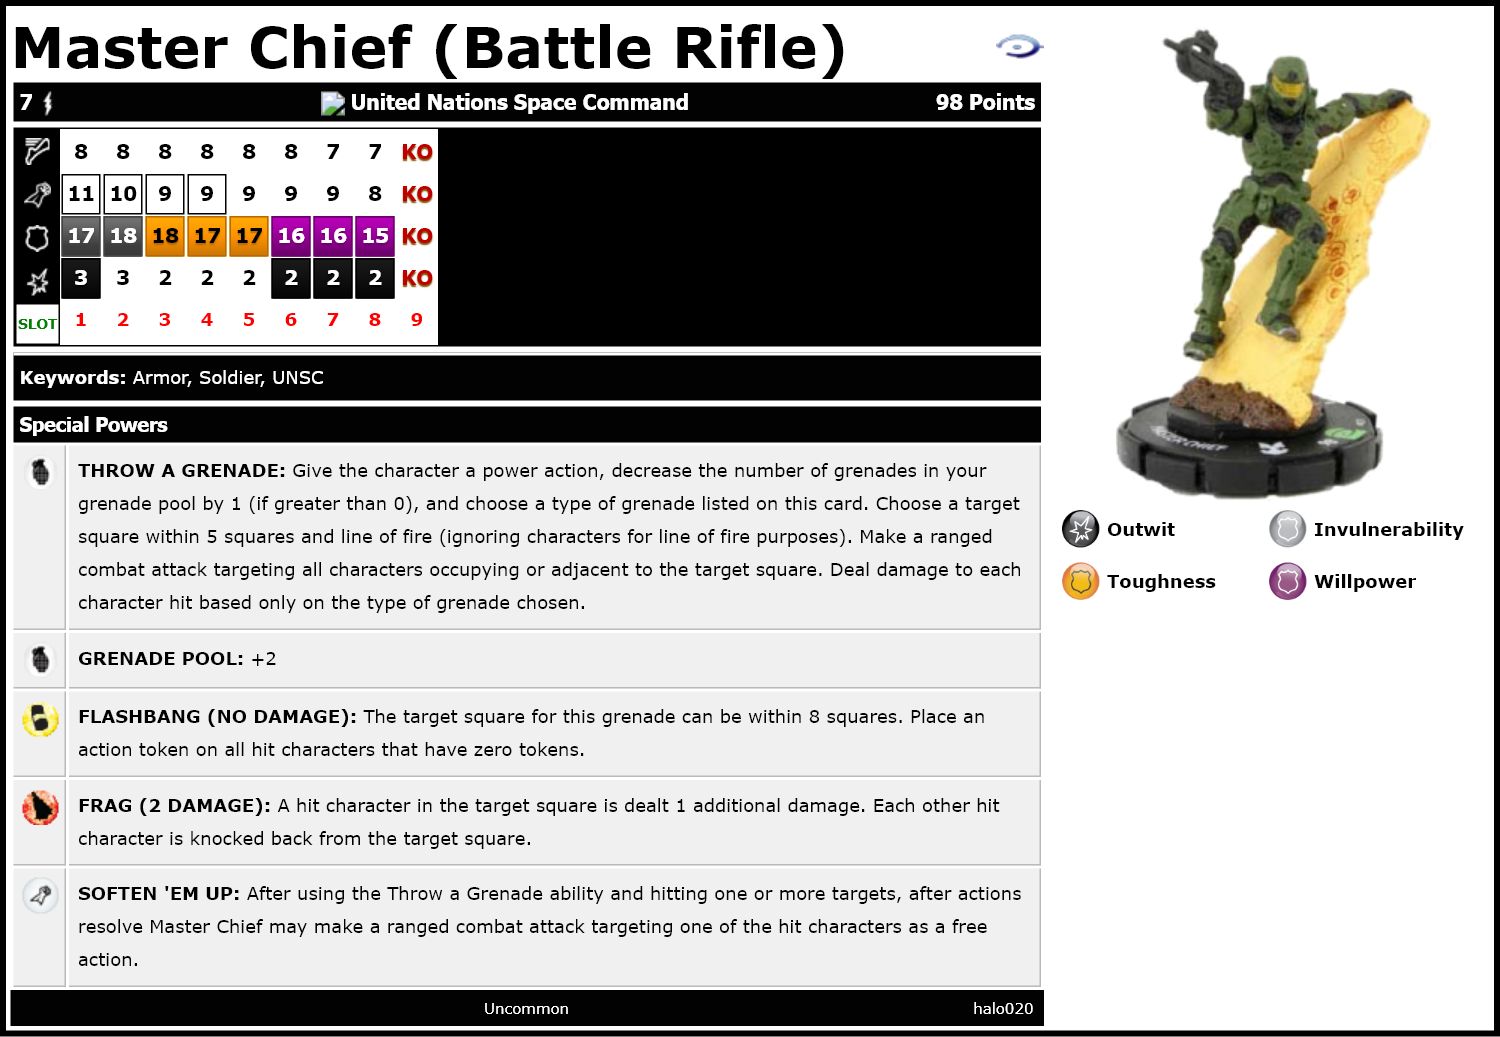 Master Chief (Battle Rifle)
7 United Nations Space Command 98 Points
8 8 8 8 8 8 7 7 KO
11 10 9 9 9 9 9 8 KO
17 18 18 17 17 16 16 15 KO
3 3 2 2 2 2 2 2 KO
SLOT 1 2 3 4 5 6 7 8 9
Keywords: Armor, Soldier, UNSC
Special Powers
THROW A GRENADE: Give the character a power action, decrease the number of grenades in your
grenade pool by 1 (if greater than 0), and choose a type of grenade listed on this card. Choose a target
square within 5 squares and line of fire (ignoring characters for line of fire purposes). Make a ranged
combat attack targeting all characters occupying or adjacent to the target square. Deal damage to each
character hit based only on the type of grenade chosen.
GRENADE POOL: +2
FLASHBANG (NO DAMAGE): The target square for this grenade can be within 8 squares. Place an
action token on all hit characters that have zero tokens.
FRAG (2 DAMAGE): A hit character in the target square is dealt 1 additional damage. Each other hit
character is knocked back from the target square.
SOFTEN 'EM UP: After using the Throw a Grenade ability and hitting one or more targets, after actions
resolve Master Chief may make a ranged combat attack targeting one of the hit characters as a free
action.
Uncommon halo020
MASTER CHIEF
Outwit Invulnerability
Toughness Willpower